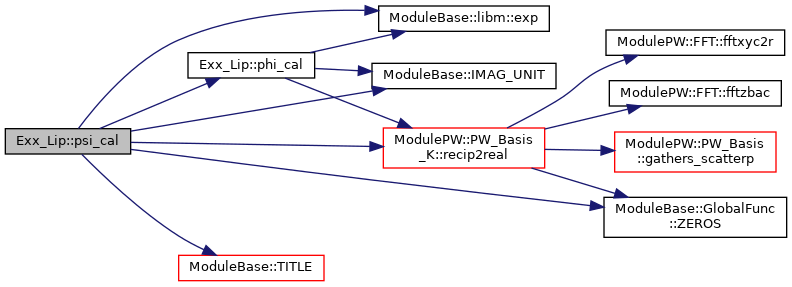 ModuleBase::libm::exp
ModulePW::FFT::fftxyc2r
Exx_Lip::phi_cal
ModuleBase::IMAG_UNIT
ModulePW::FFT::fftzbac
Exx_Lip::psi_cal
ModulePW::PW_Basis
_K::recip2real
ModulePW::PW_Basis
::gathers_scatterp
ModuleBase::GlobalFunc
::ZEROS
ModuleBase::TITLE